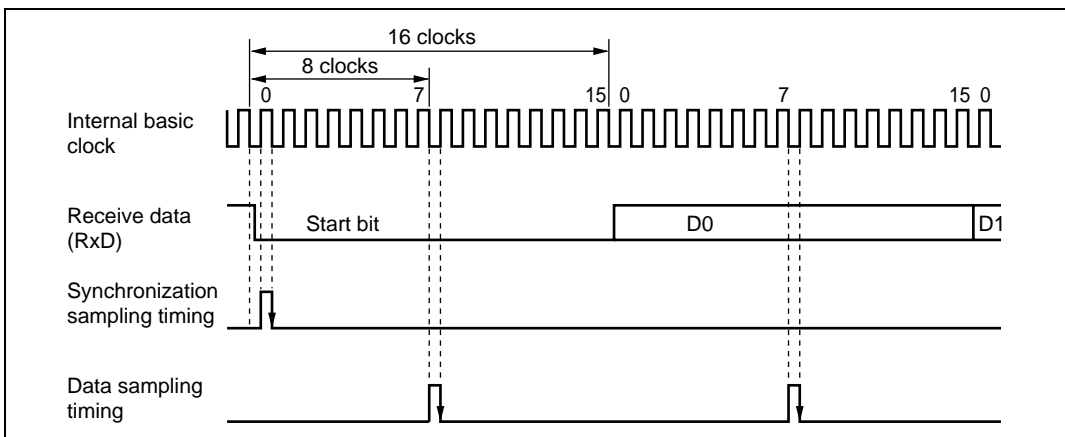 16 clocks
8 clocks
0 7 15 0 7 15 0
Internal basic
clock
Receive data
(RxD)
Start bit D0 D1
Synchronization
sampling timing
Data sampling
timing